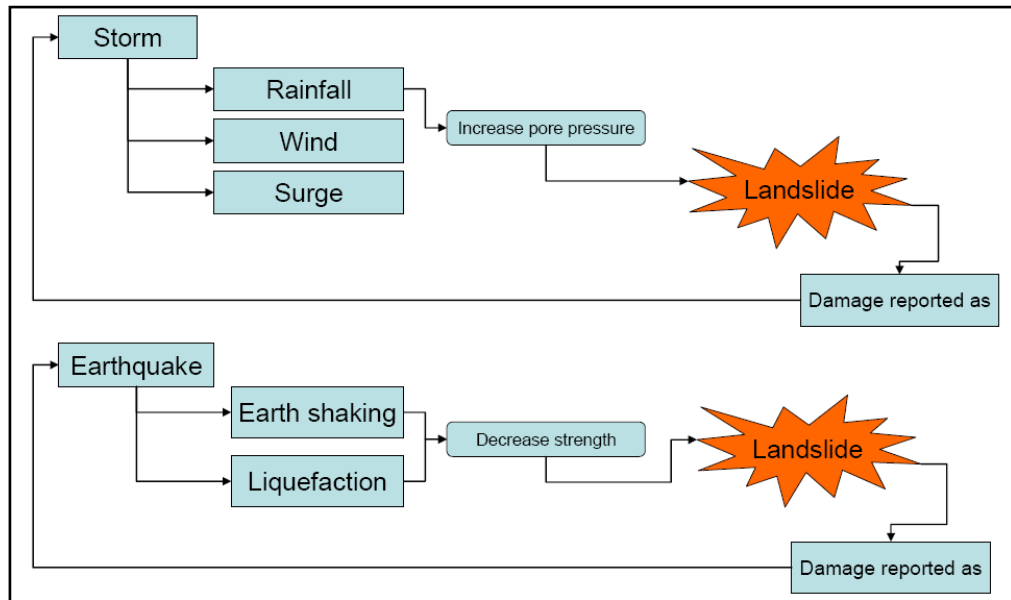 Storm
Rainfall
Increase pore pressure
Wind
Surge
Landslide
Damage reported as
Earthquake
Earth shaking
Decrease strength
Liquefaction
Landslide
Damage reported as